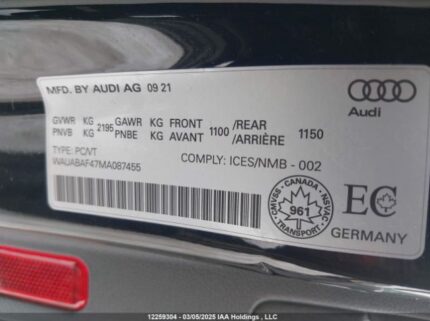 MFD. BY AUDI AG 09 21
GVWR KG 2195 GAWR KG FRONT 1100 /REAR 1150
PNVB KG PNBE KG AVANT /ARRIÈRE
TYPE: PC/VT
WAUABAF47MA087455
COMPLY: ICES/NMB - 002
Audi
CMVSS - CANADA - NSVAC
961
TRANSPORT
EC
GERMANY
12259304 - 03/05/2025 IAA Holdings , LLC